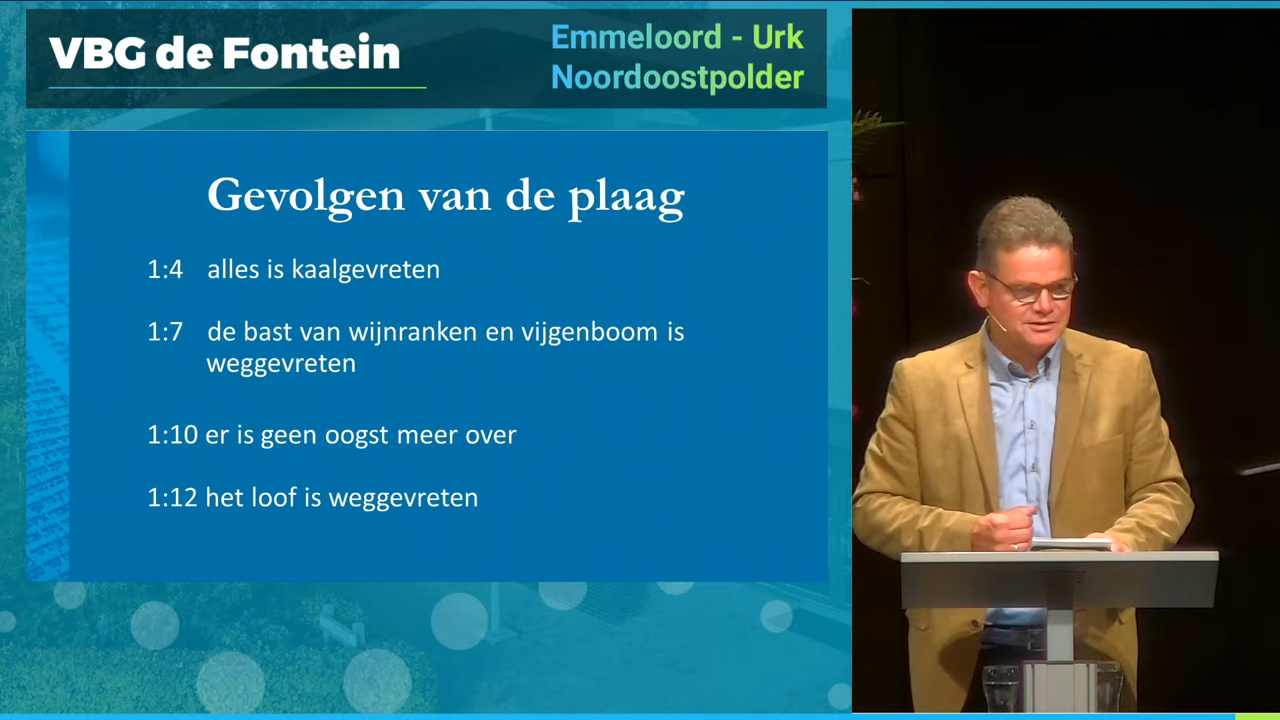 VBG de Fontein
Emmeloord - Urk
Noordoostpolder
Gevolgen van de plaag
1:4 alles is kaalgevreten
1:7 de bast van wijnranken en vijgenboom is
weggevreten
1:10 er is geen oogst meer over
1:12 het loof is weggevreten